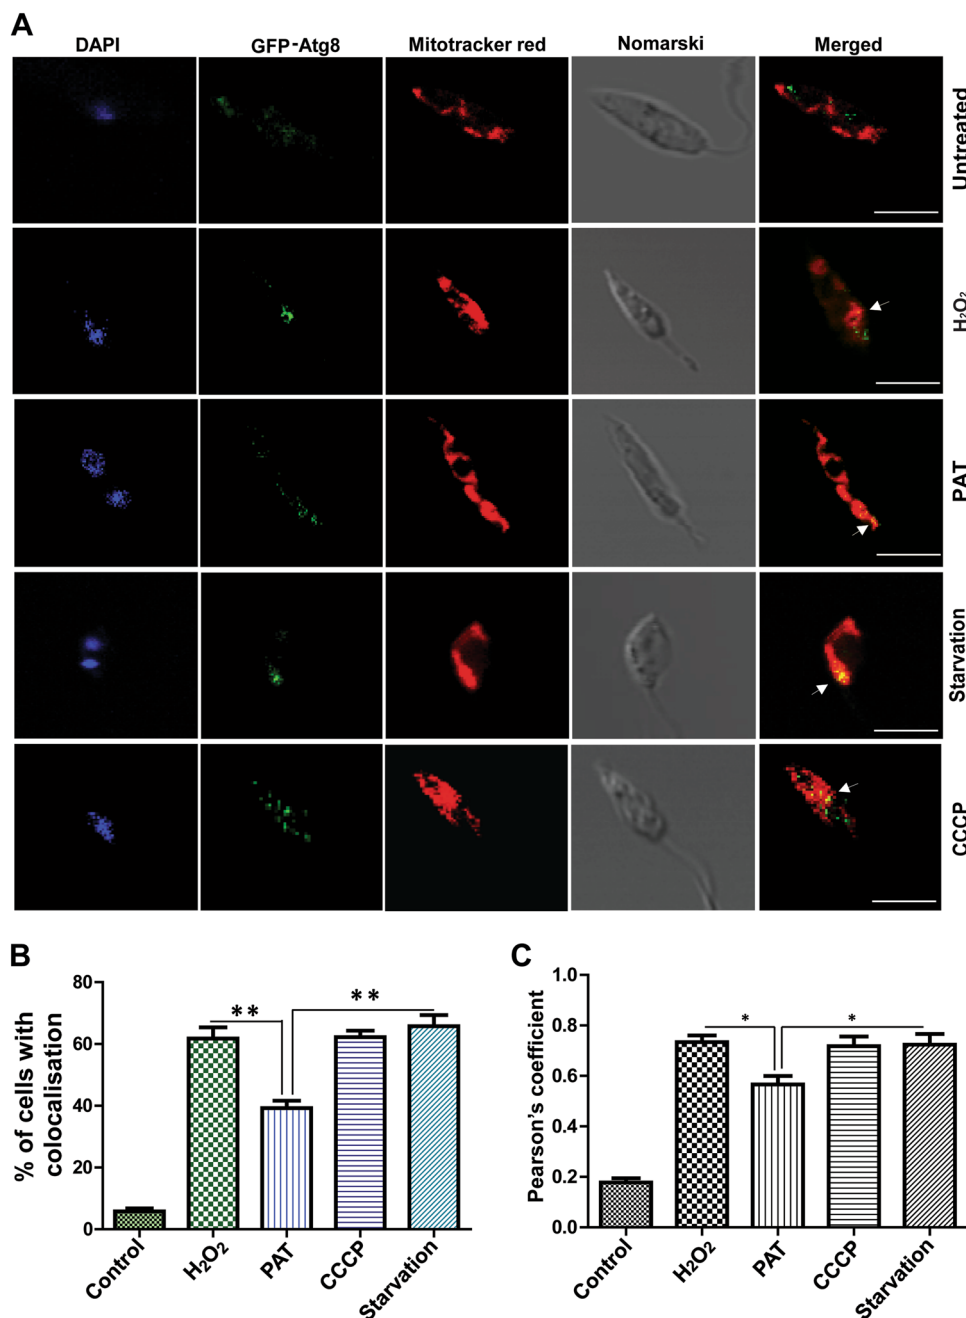 A
DAPI GFP-Atg8 Mitotracker red Nomarski Merged
Untreated
H₂O₂
PAT
Starvation
CCCP
B
% of cells with
colocalisation
80
60
40
20
0
** **
Control H₂O₂ PAT CCCP Starvation
C
Pearson's coefficient
1.0
0.8
0.6
0.4
0.2
0.0
* *
Control H₂O₂ PAT CCCP Starvation